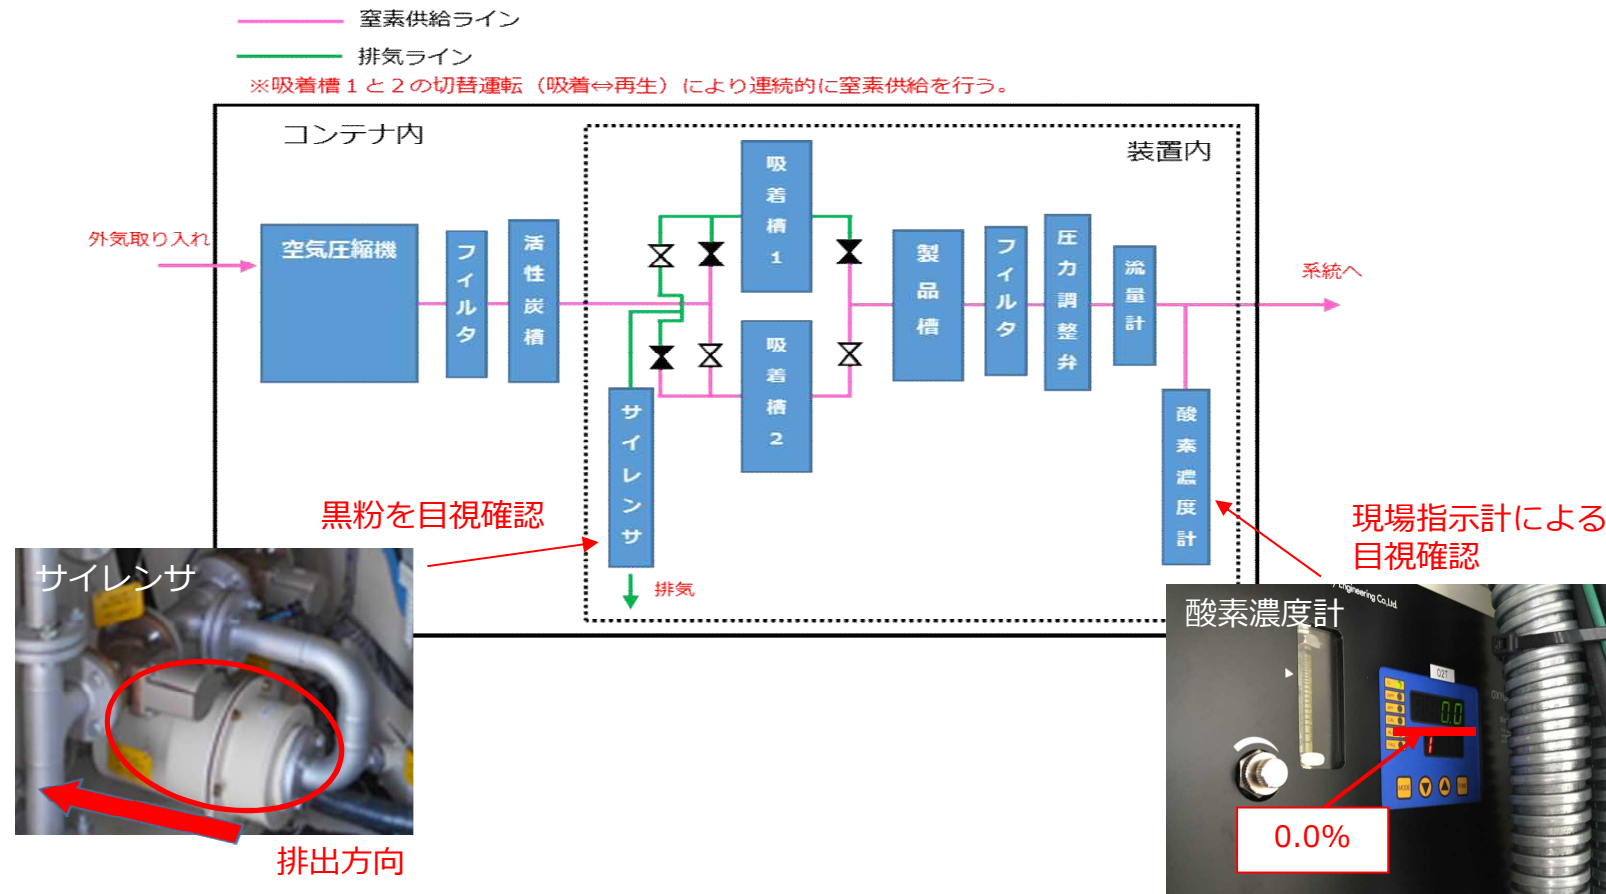 窒素供給ライン
排気ライン
※吸着槽１と２の切替運転（吸着⇔再生）により連続的に窒素供給を行う。
コンテナ内
装置内
外気取り入れ
空気圧縮機
フィルタ
活性炭槽
吸着槽1
吸着槽2
製品槽
フィルタ
圧力調整弁
流量計
系統へ
サイレンサ
酸素濃度計
排気
黒粉を目視確認
現場指示計による
目視確認
サイレンサ
排出方向
酸素濃度計
Engineering Co.,Ltd.
O2T
0.0
MODE
0.0%